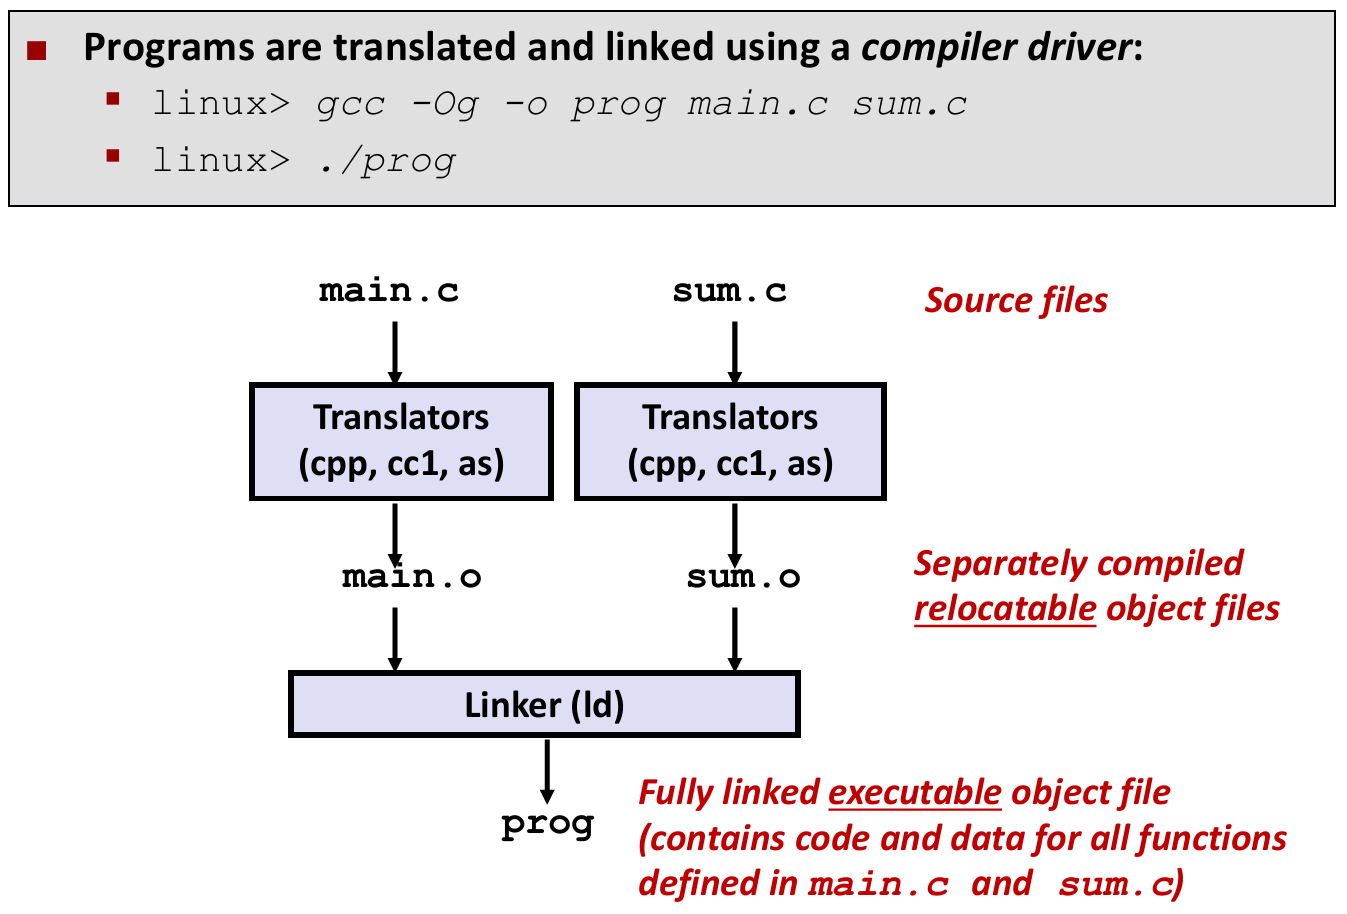 Programs are translated and linked using a compiler driver:
linux> gcc -Og -o prog main.c sum.c
linux> ./prog
main.c
sum.c
Source files
Translators
(cpp, cc1, as)
Translators
(cpp, cc1, as)
main.o
sum.o
Separately compiled
relocatable object files
Linker (ld)
prog
Fully linked executable object file
(contains code and data for all functions
defined in main.c and sum.c)